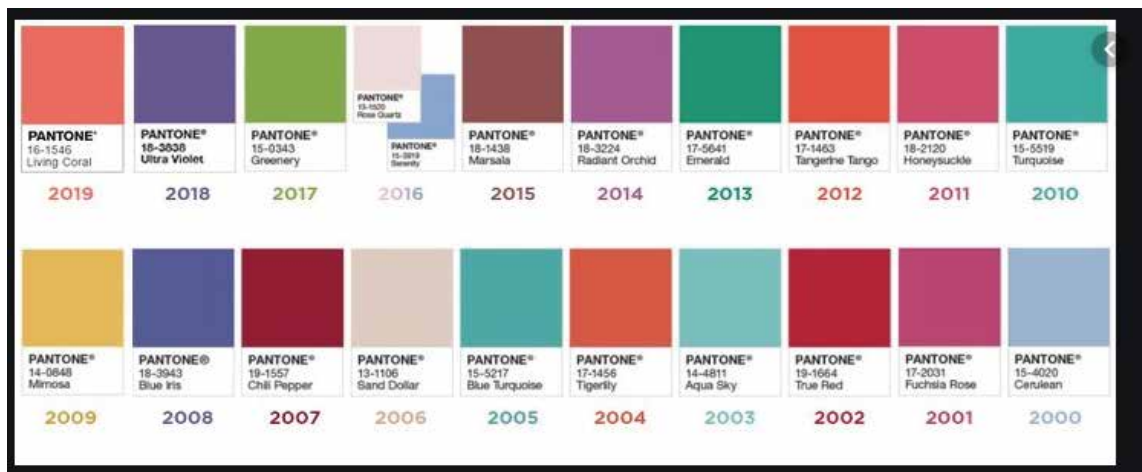 PANTONE®
16-1546
Living Coral
2019
PANTONE®
18-3838
Ultra Violet
2018
PANTONE®
15-0343
Greenery
2017
PANTONE®
13-1520
Rose Quartz
PANTONE®
15-3919
Serenity
2016
PANTONE®
18-1438
Marsala
2015
PANTONE®
18-3224
Radiant Orchid
2014
PANTONE®
17-5641
Emerald
2013
PANTONE®
17-1463
Tangerine Tango
2012
PANTONE®
18-2120
Honeysuckle
2011
PANTONE®
15-5519
Turquoise
2010
PANTONE®
14-0848
Mimosa
2009
PANTONE®
18-3943
Blue Iris
2008
PANTONE®
19-1557
Chili Pepper
2007
PANTONE®
13-1106
Sand Dollar
2006
PANTONE®
15-5217
Blue Turquoise
2005
PANTONE®
17-1456
Tigerlily
2004
PANTONE®
14-4811
Aqua Sky
2003
PANTONE®
19-1664
True Red
2002
PANTONE®
17-2031
Fuchsia Rose
2001
PANTONE®
15-4020
Cerulean
2000